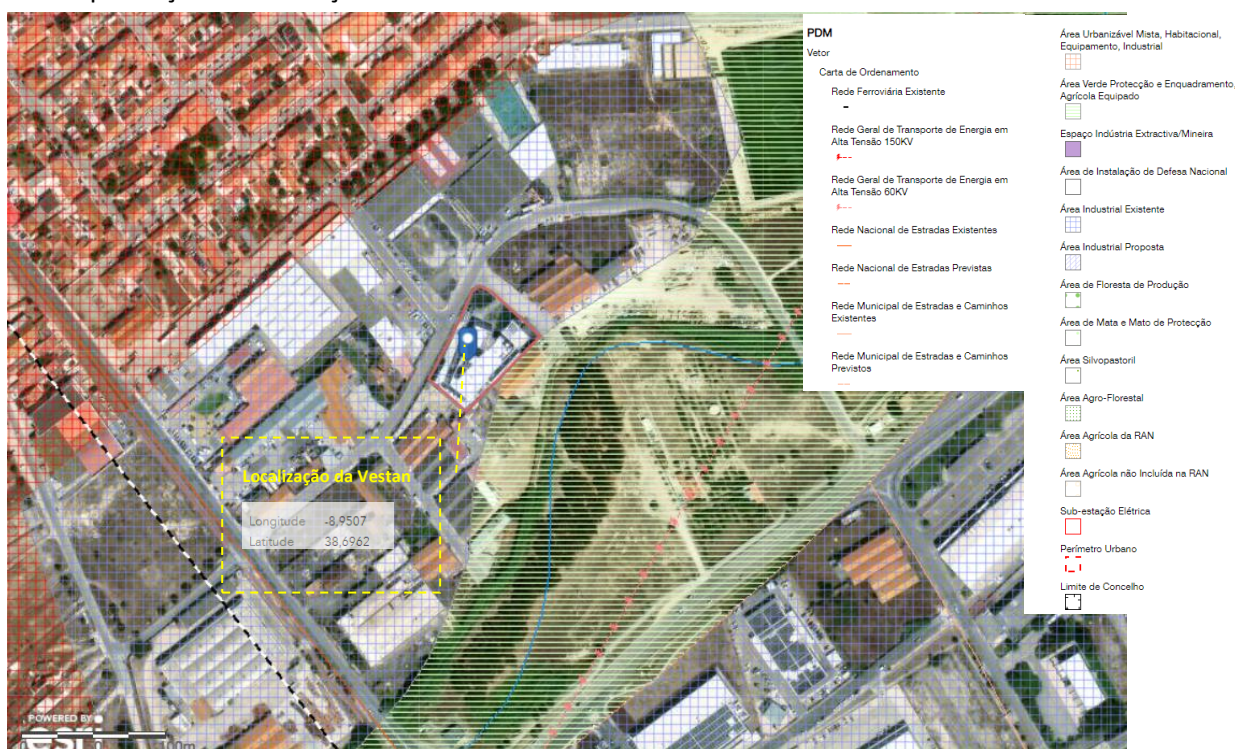 PDM
Vetor
Carta de Ordenamento
Rede Ferroviária Existente
Rede Geral de Transporte de Energia em
Alta Tensão 150KV
Rede Geral de Transporte de Energia em
Alta Tensão 60KV
Rede Nacional de Estradas Existentes
Rede Nacional de Estradas Previstas
Rede Municipal de Estradas e Caminhos
Existentes
Rede Municipal de Estradas e Caminhos
Previstos
Área Urbanizável Mista, Habitacional,
Equipamento, Industrial
Área Verde Protecção e Enquadramento,
Agrícola Equipado
Espaço Indústria Extractiva/Mineira
Área de Instalação de Defesa Nacional
Área Industrial Existente
Área Industrial Proposta
Área de Floresta de Produção
Área de Mata e Mato de Protecção
Área Silvopastoril
Área Agro-Florestal
Área Agrícola da RAN
Área Agrícola não Incluída na RAN
Sub-estação Elétrica
Perímetro Urbano
Limite de Concelho
Localização da Vestan
Longitude -8,9507
Latitude 38,6962
POWERED BY
esri
100m